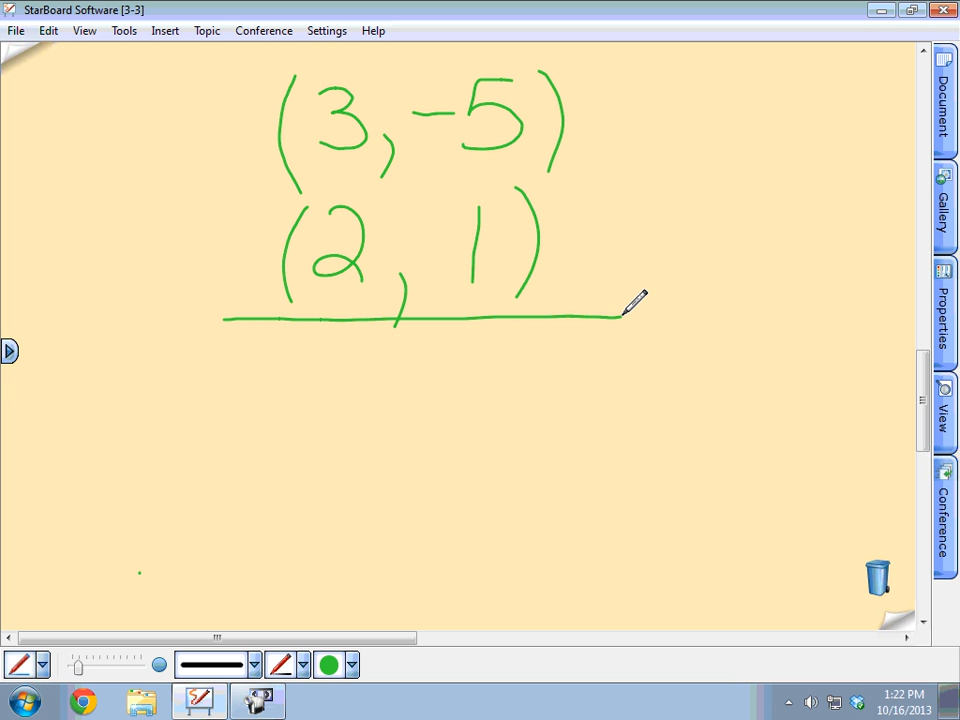 StarBoard Software [3-3]
File Edit View Tools Insert Topic Conference Settings Help
(3, -5)
(2, 1)
Document
Gallery
Properties
View
Conference
1:22 PM
10/16/2013